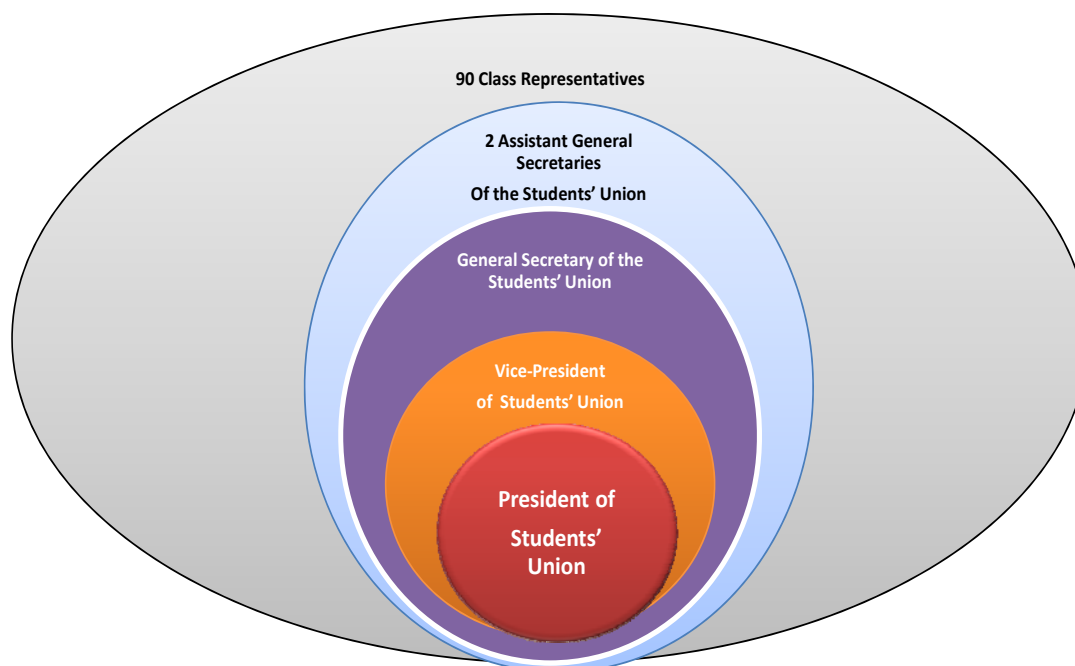 90 Class Representatives
2 Assistant General
Secretaries
Of the Students’ Union
General Secretary of the
Students’ Union
Vice-President
of Students’ Union
President of
Students’
Union